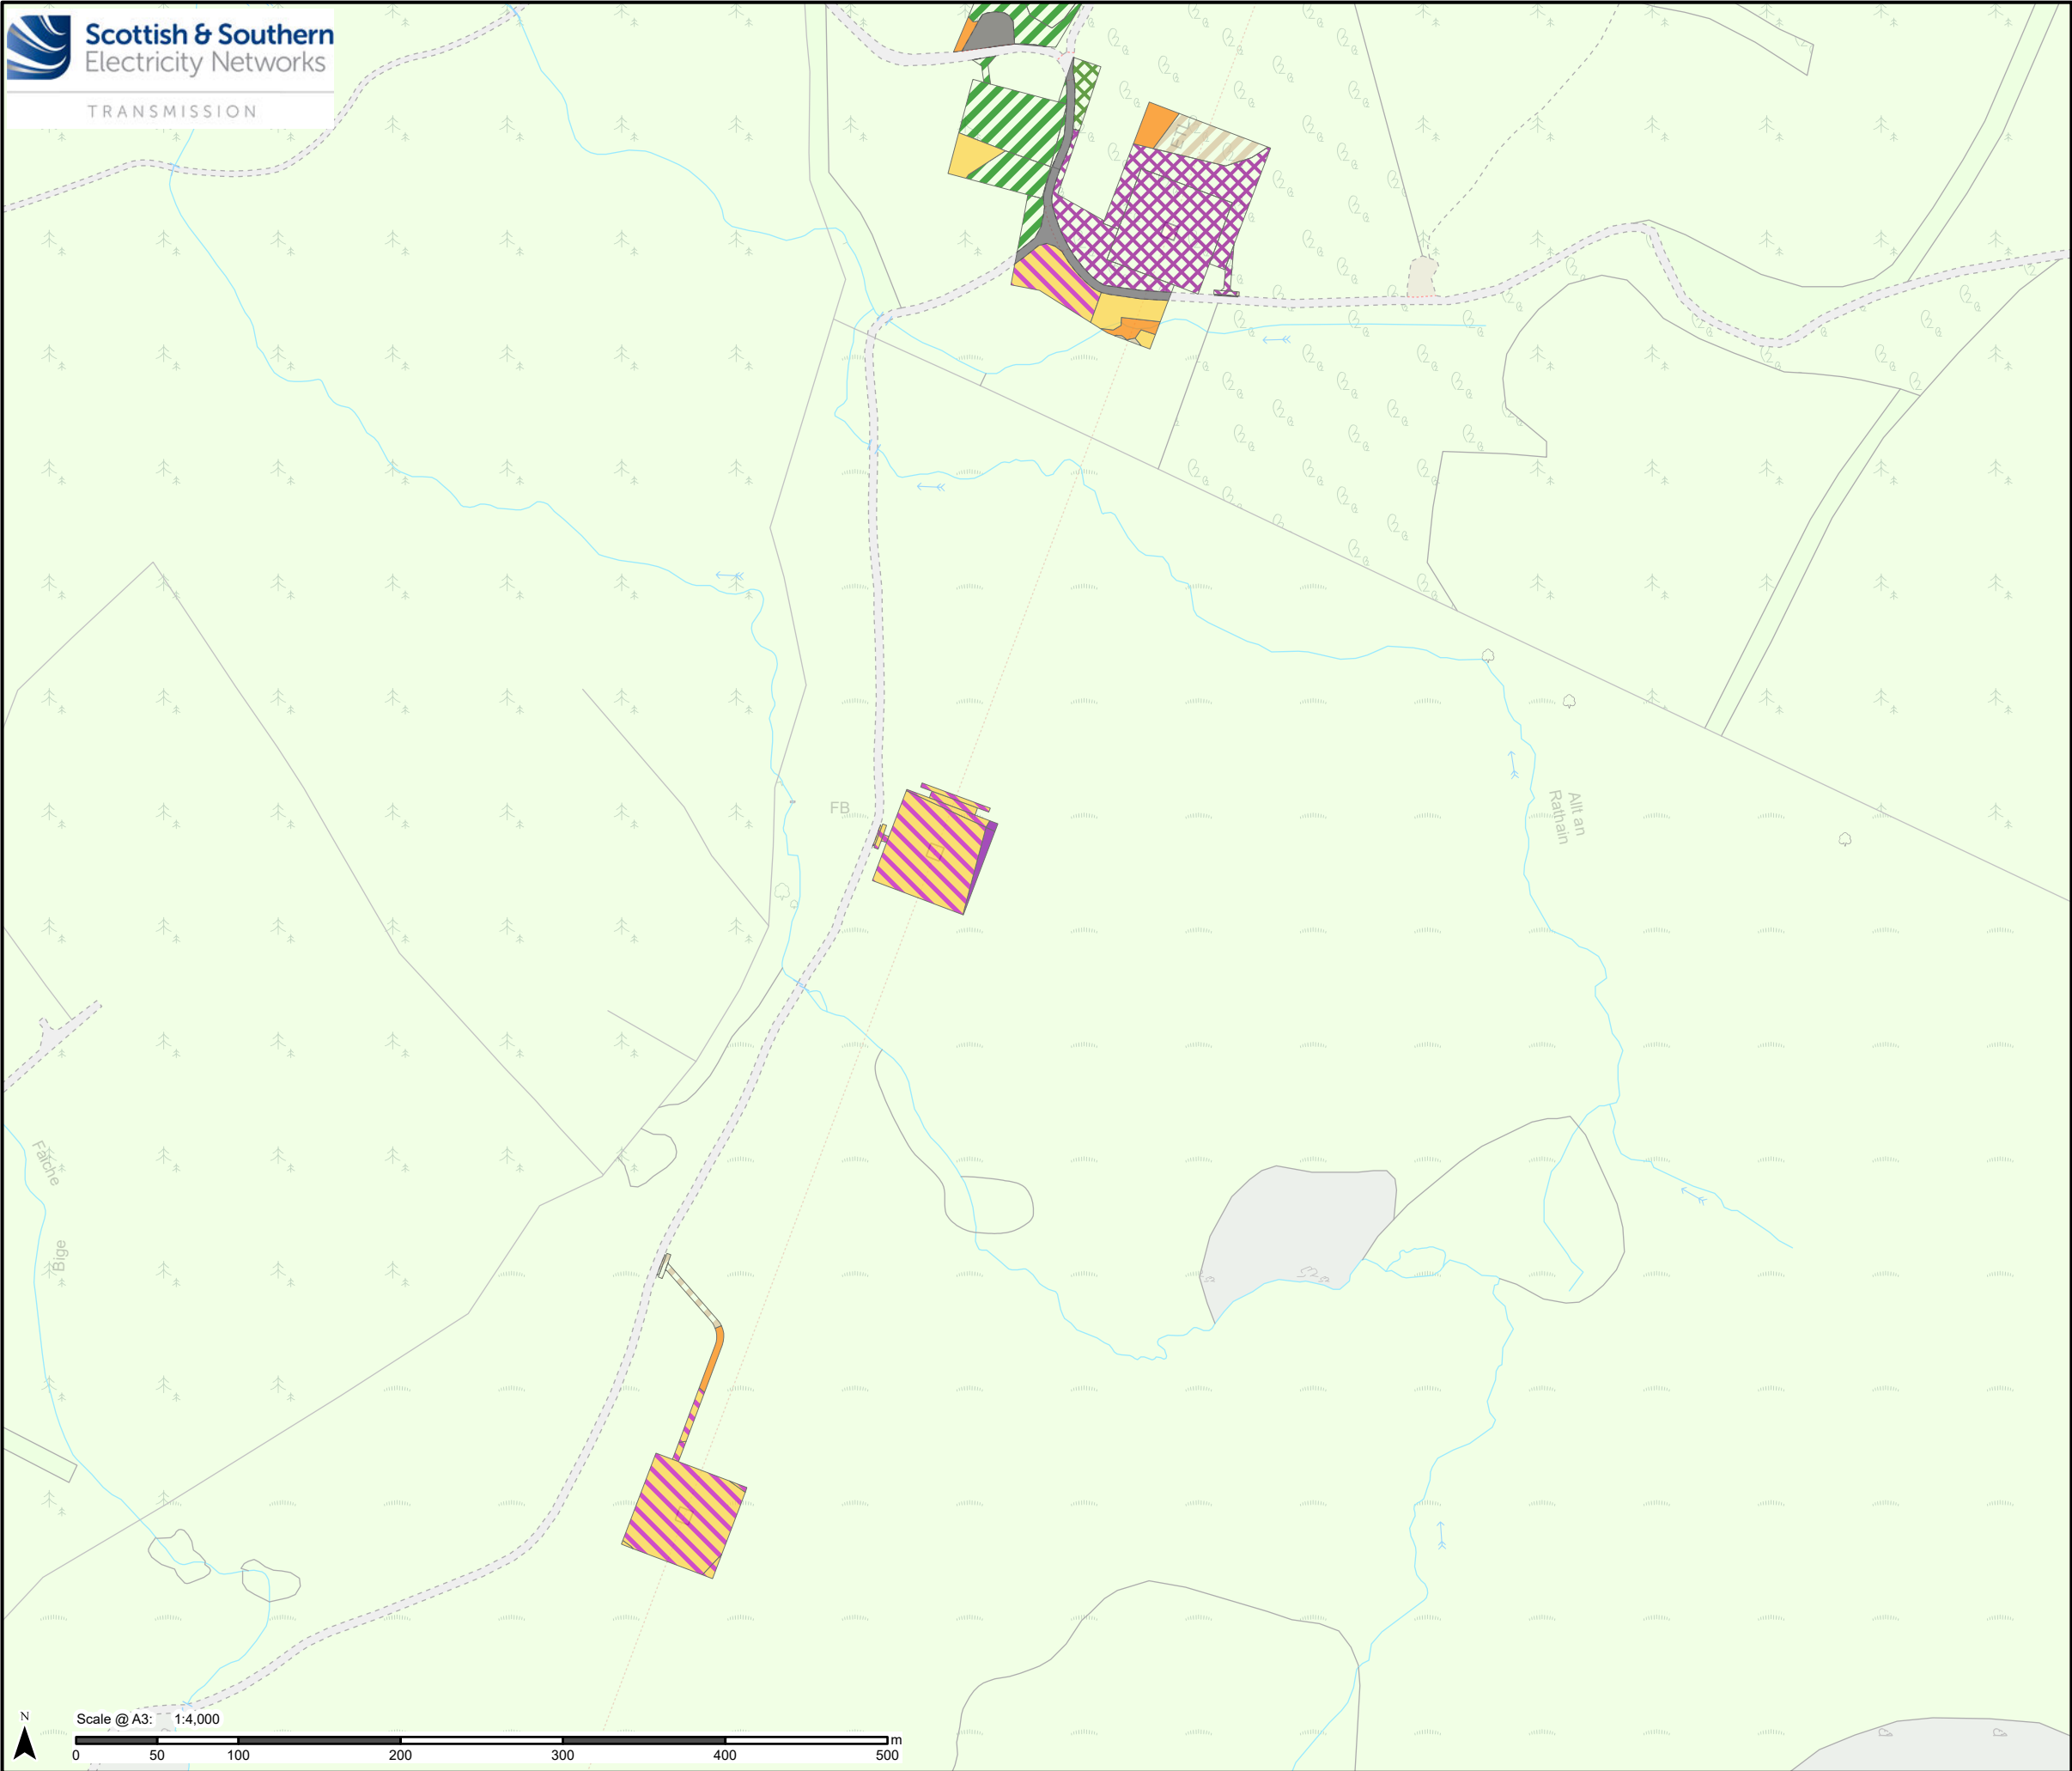 Scottish & Southern
Electricity Networks
TRANSMISSION
FB
Allt an
Rathain
Faiche
Bige
N
Scale @ A3: 1:4,000
m
0 50 100 200 300 400 500